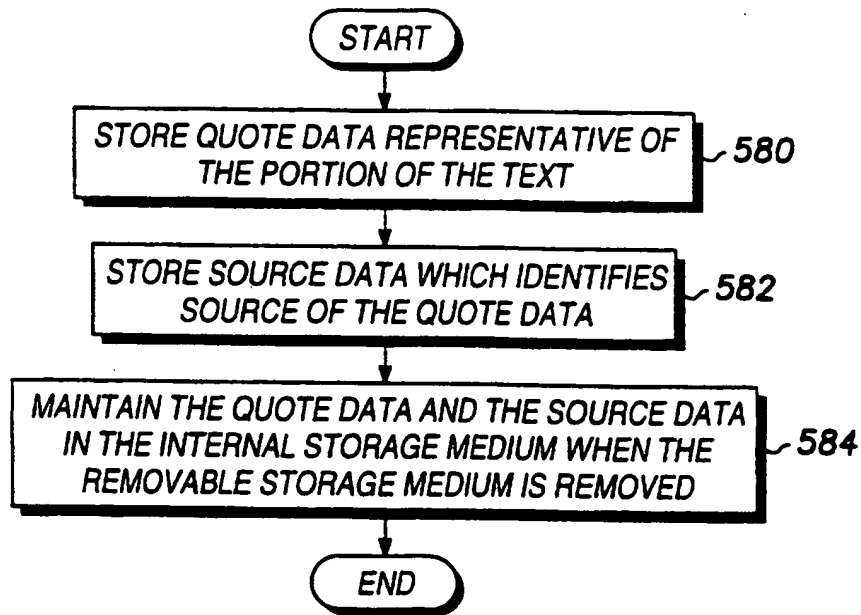 START
STORE QUOTE DATA REPRESENTATIVE OF
THE PORTION OF THE TEXT
580
STORE SOURCE DATA WHICH IDENTIFIES
SOURCE OF THE QUOTE DATA
582
MAINTAIN THE QUOTE DATA AND THE SOURCE DATA
IN THE INTERNAL STORAGE MEDIUM WHEN THE
REMOVABLE STORAGE MEDIUM IS REMOVED
584
END